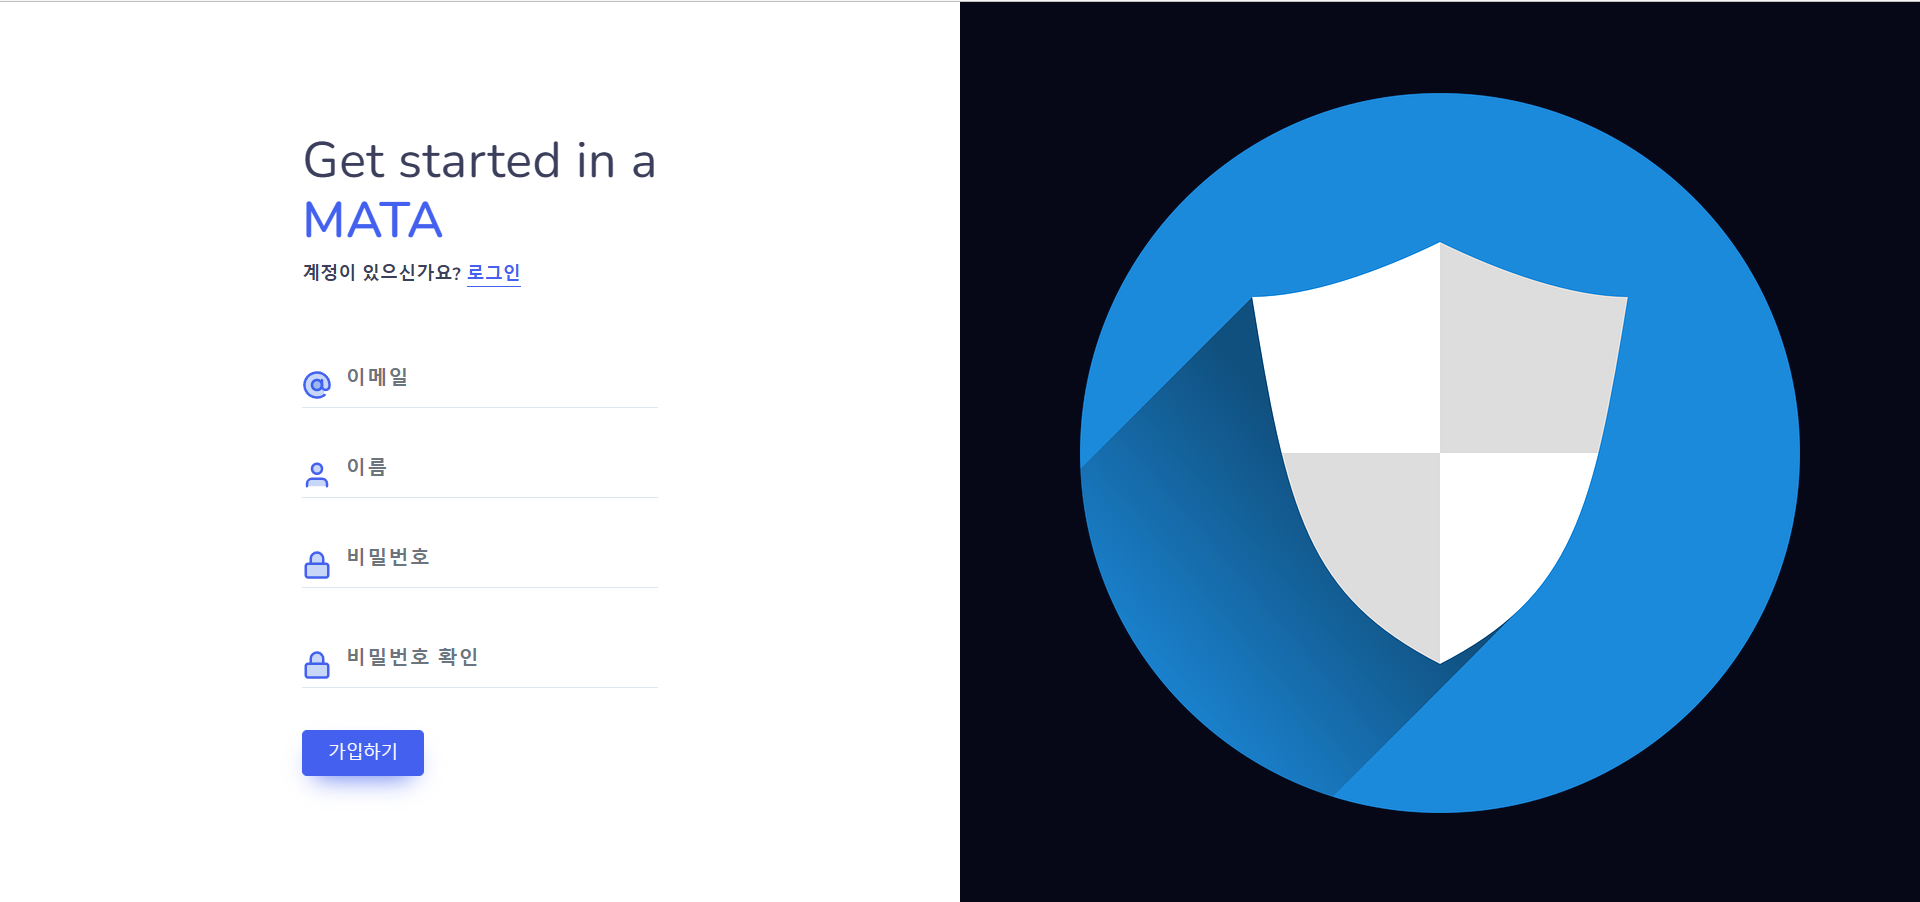 Get started in a
MATA
계정이 있으신가요? 로그인
이메일
이름
비밀번호
비밀번호 확인
가입하기